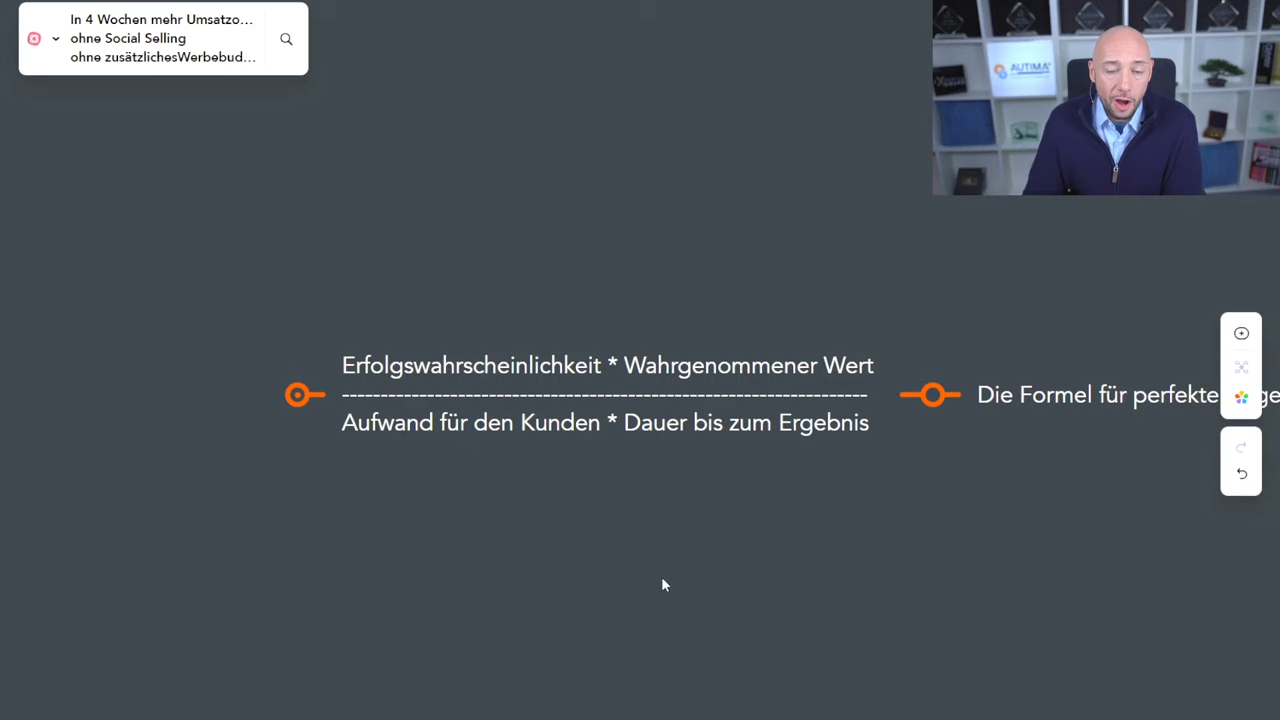 In 4 Wochen mehr Umsatzo...
ohne Social Selling
ohne zusätzlichesWerbebud...
AUTIMA
Erfolgswahrscheinlichkeit * Wahrgenommener Wert
--------------------------------------------------------------------
Aufwand für den Kunden * Dauer bis zum Ergebnis
Die Formel für perfekte